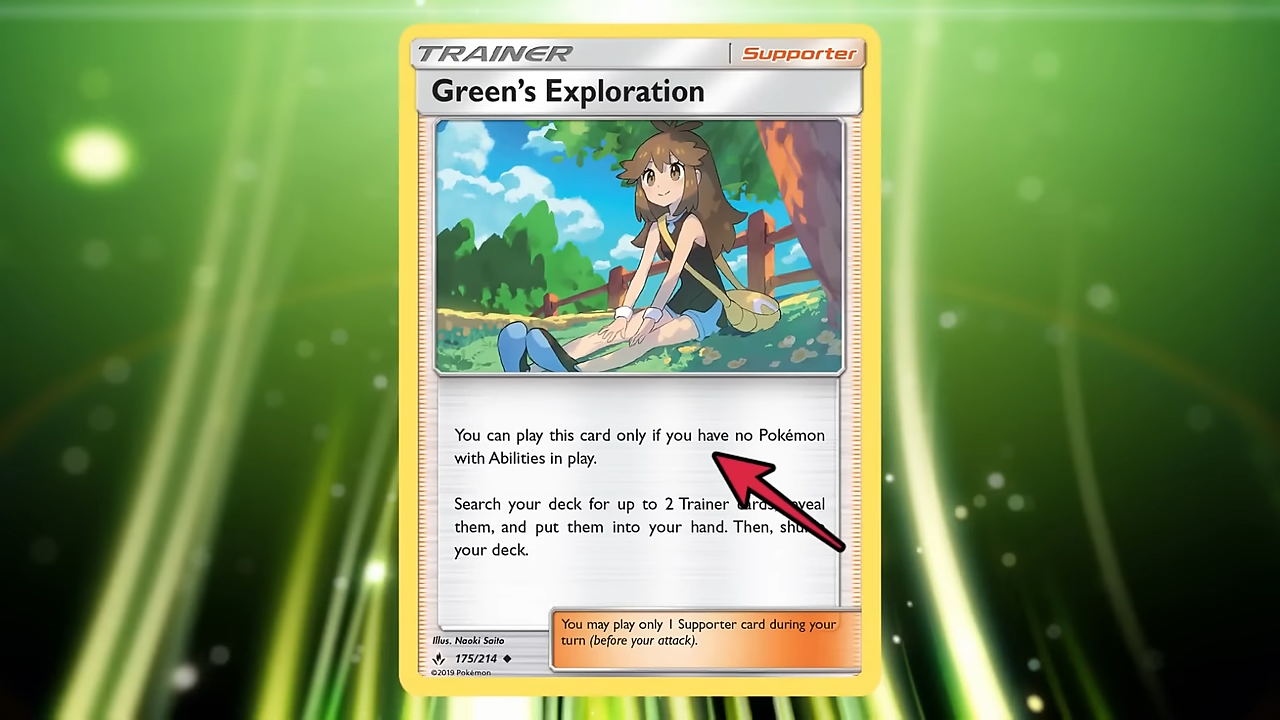 TRAINER
Supporter
Green's Exploration
You can play this card only if you have no Pokémon
with Abilities in play.
Search your deck for up to 2 Trainer
them, and put them into your hand. Then,
your deck.
You may play only 1 Supporter card during your
turn (before your attack).
Illus. Naoki Saito
175/214
©2019 Pokémon